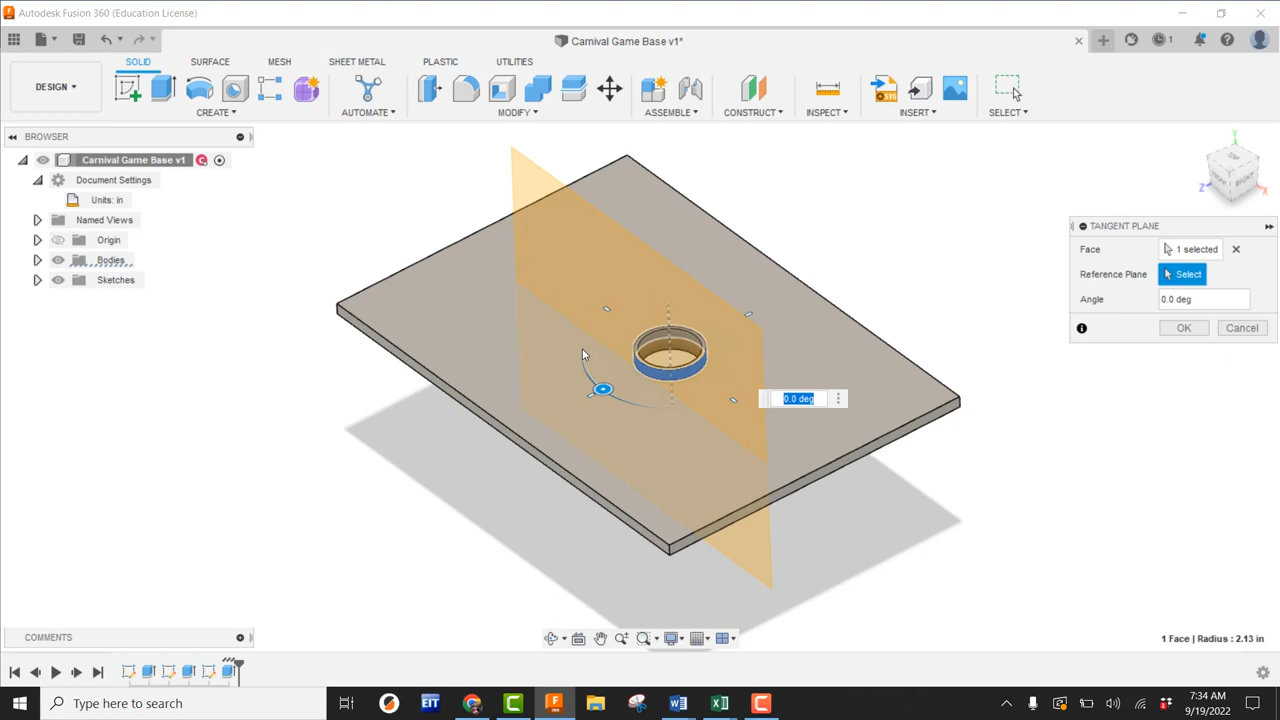 Autodesk Fusion 360 (Education License)
Carnival Game Base v1*
1
SOLID SURFACE MESH SHEET METAL PLASTIC UTILITIES
DESIGN
CREATE AUTOMATE MODIFY ASSEMBLE CONSTRUCT INSPECT INSERT SELECT
BROWSER
Carnival Game Base v1
Document Settings
Units: in
Named Views
Origin
Bodies
Sketches
TANGENT PLANE
Face 1 selected
Reference Plane Select
Angle 0.0 deg
OK Cancel
0.0 deg
COMMENTS
1 Face | Radius : 2.13 in
Type here to search
EIT
7:34 AM
9/19/2022